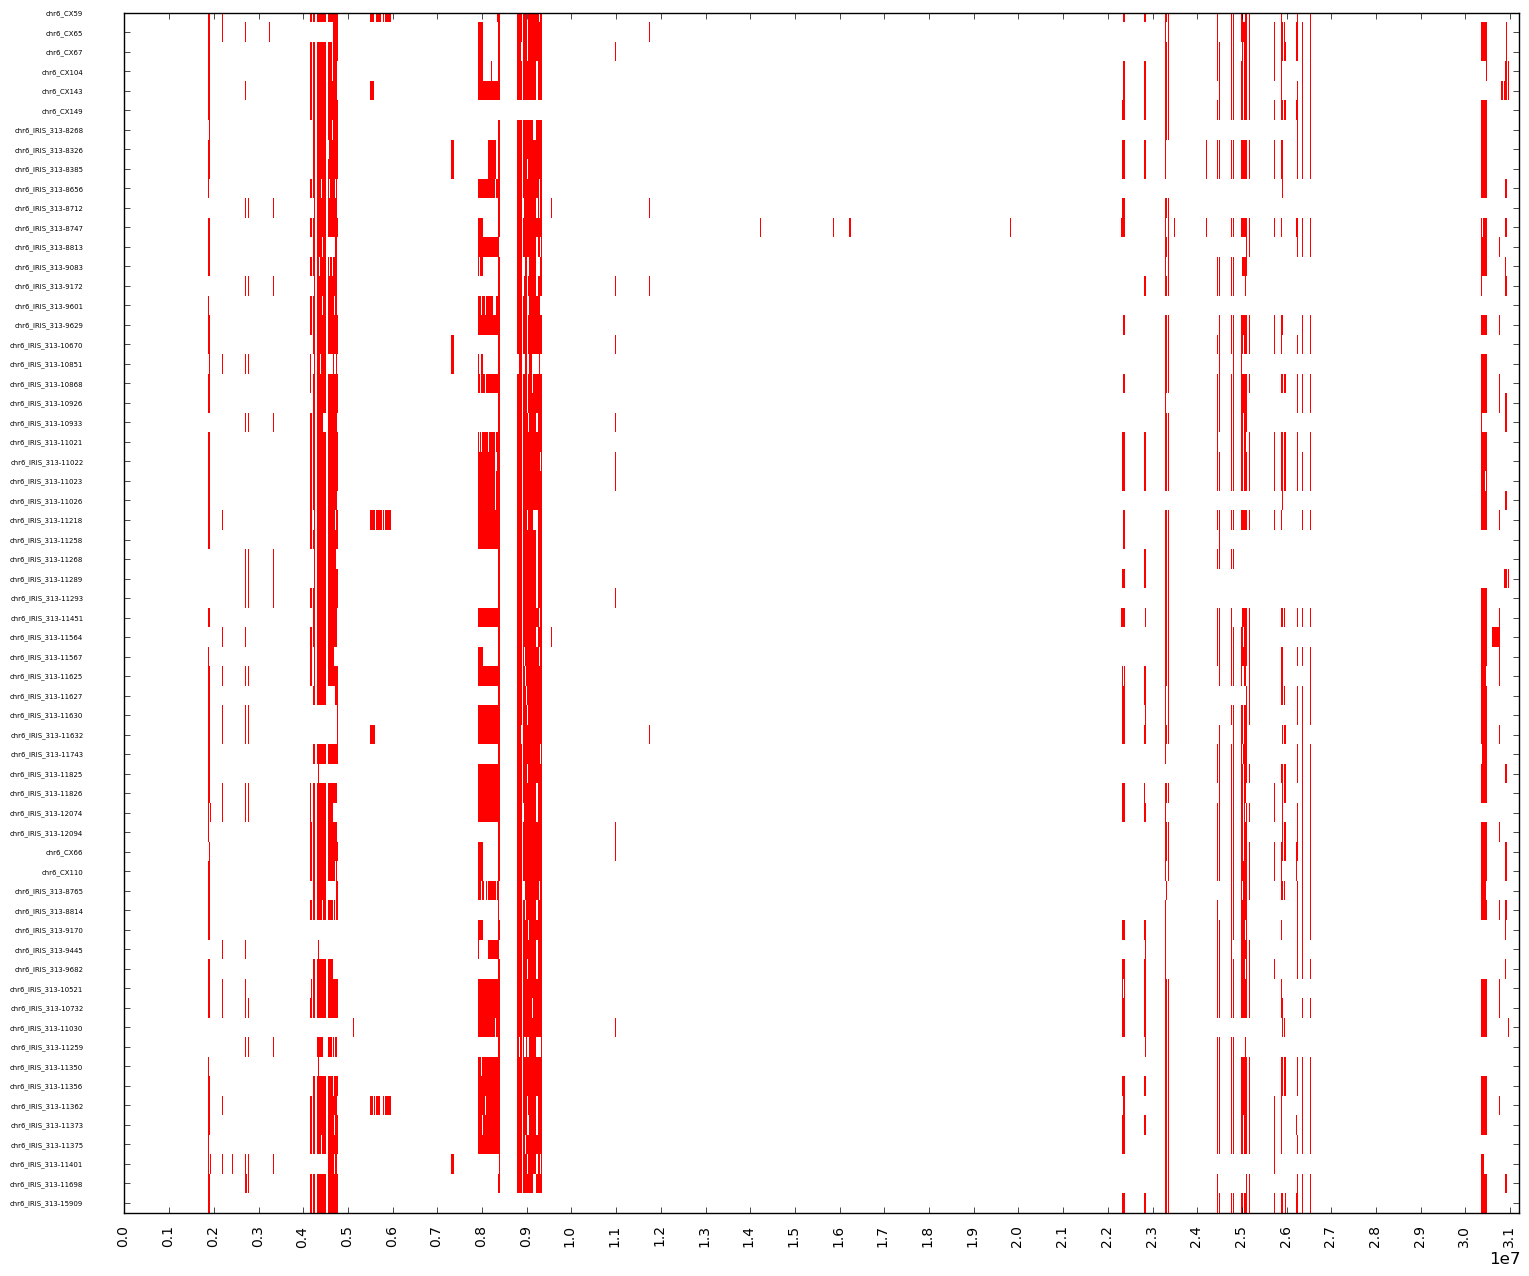 chr6_CX59
chr6_CX65
chr6_CX67
chr6_CX104
chr6_CX143
chr6_CX149
chr6_IRIS_313-8268
chr6_IRIS_313-8326
chr6_IRIS_313-8385
chr6_IRIS_313-8656
chr6_IRIS_313-8712
chr6_IRIS_313-8747
chr6_IRIS_313-8813
chr6_IRIS_313-9083
chr6_IRIS_313-9172
chr6_IRIS_313-9601
chr6_IRIS_313-9629
chr6_IRIS_313-10670
chr6_IRIS_313-10851
chr6_IRIS_313-10868
chr6_IRIS_313-10926
chr6_IRIS_313-10933
chr6_IRIS_313-11021
chr6_IRIS_313-11022
chr6_IRIS_313-11023
chr6_IRIS_313-11026
chr6_IRIS_313-11218
chr6_IRIS_313-11258
chr6_IRIS_313-11268
chr6_IRIS_313-11289
chr6_IRIS_313-11293
chr6_IRIS_313-11451
chr6_IRIS_313-11564
chr6_IRIS_313-11567
chr6_IRIS_313-11625
chr6_IRIS_313-11627
chr6_IRIS_313-11630
chr6_IRIS_313-11632
chr6_IRIS_313-11743
chr6_IRIS_313-11825
chr6_IRIS_313-11826
chr6_IRIS_313-12074
chr6_IRIS_313-12094
chr6_CX66
chr6_CX110
chr6_IRIS_313-8765
chr6_IRIS_313-8814
chr6_IRIS_313-9170
chr6_IRIS_313-9445
chr6_IRIS_313-9682
chr6_IRIS_313-10521
chr6_IRIS_313-10732
chr6_IRIS_313-11030
chr6_IRIS_313-11259
chr6_IRIS_313-11350
chr6_IRIS_313-11356
chr6_IRIS_313-11362
chr6_IRIS_313-11373
chr6_IRIS_313-11375
chr6_IRIS_313-11401
chr6_IRIS_313-11698
chr6_IRIS_313-15909
0.0 0.1 0.2 0.3 0.4 0.5 0.6 0.7 0.8 0.9 1.0 1.1 1.2 1.3 1.4 1.5 1.6 1.7 1.8 1.9 2.0 2.1 2.2 2.3 2.4 2.5 2.6 2.7 2.8 2.9 3.0 3.1
1e7